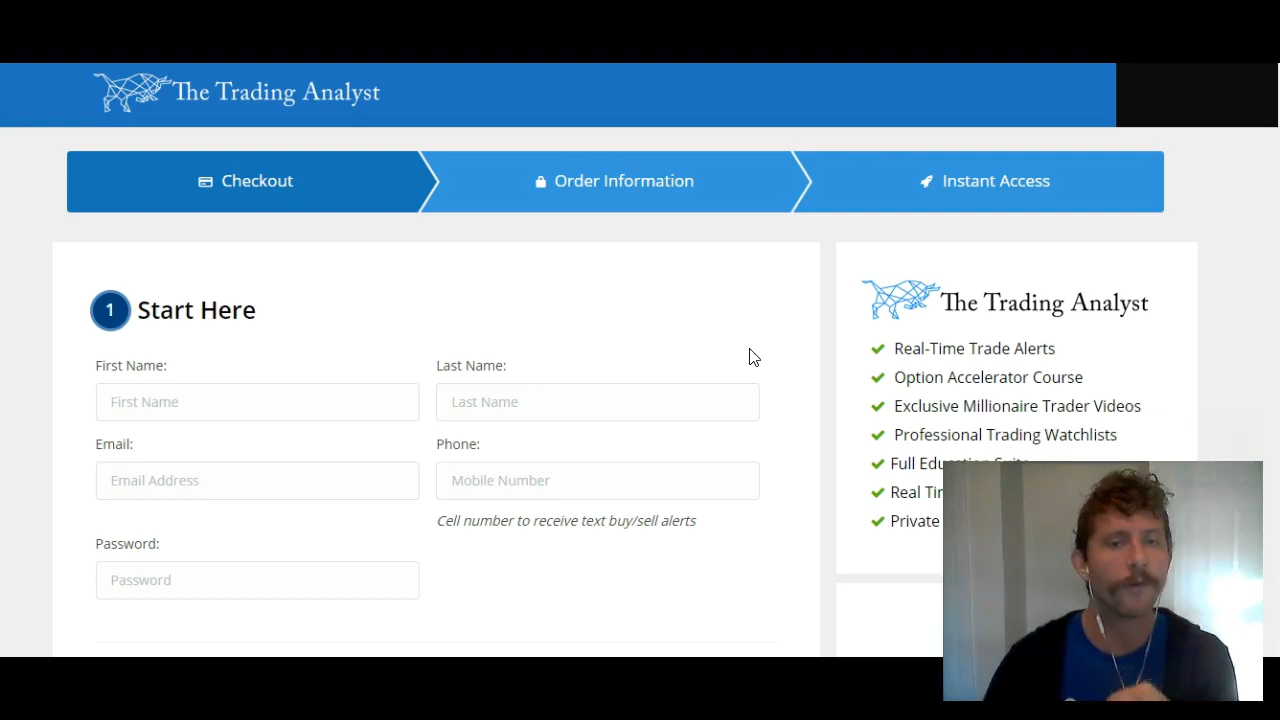 The Trading Analyst
Checkout
Order Information
Instant Access
1 Start Here
First Name:
Last Name:
First Name
Last Name
Email:
Phone:
Email Address
Mobile Number
Cell number to receive text buy/sell alerts
Password:
Password
The Trading Analyst
Real-Time Trade Alerts
Option Accelerator Course
Exclusive Millionaire Trader Videos
Professional Trading Watchlists
Full
Real
Private